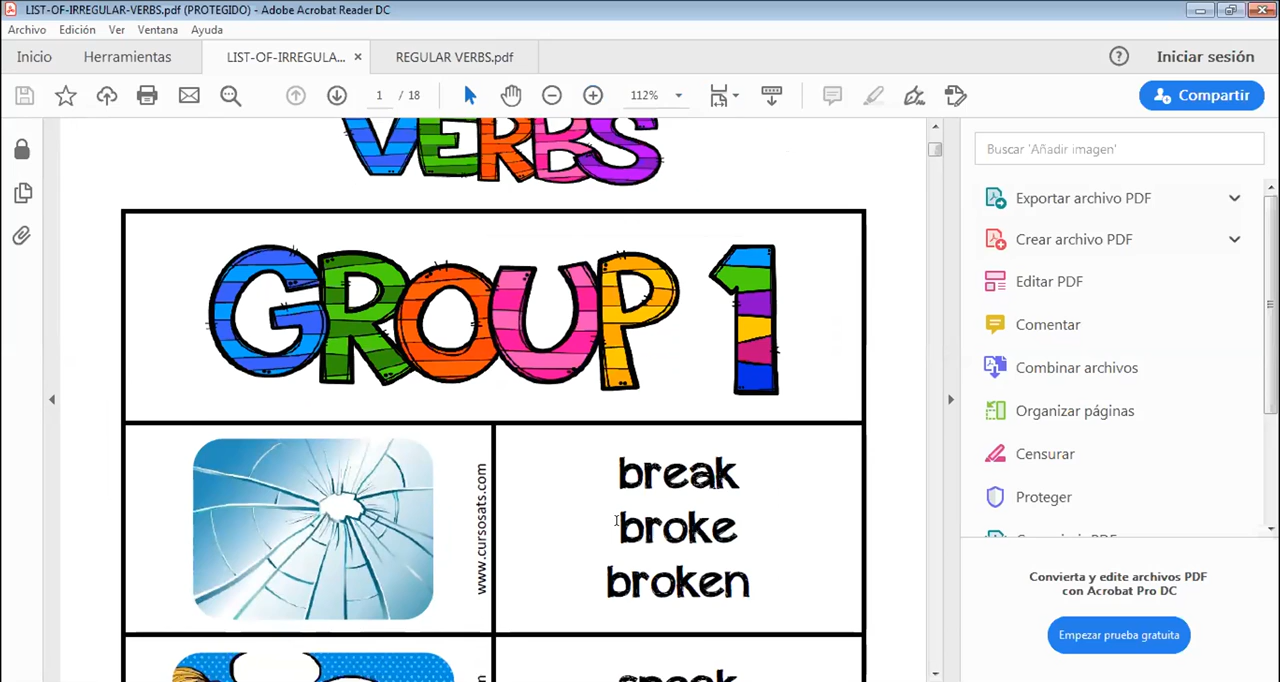 LIST-OF-IRREGULAR-VERBS.pdf (PROTEGIDO) - Adobe Acrobat Reader DC
Archivo Edición Ver Ventana Ayuda
Inicio Herramientas LIST-OF-IRREGULA... × REGULAR VERBS.pdf ? Iniciar sesión
1 / 18 112% Compartir
VERBS
GROUP 1
www.cursosats.com
break
broke
broken
speak
Buscar 'Añadir imagen'
Exportar archivo PDF
Crear archivo PDF
Editar PDF
Comentar
Combinar archivos
Organizar páginas
Censurar
Proteger
Convierta y edite archivos PDF
con Acrobat Pro DC
Empezar prueba gratuita